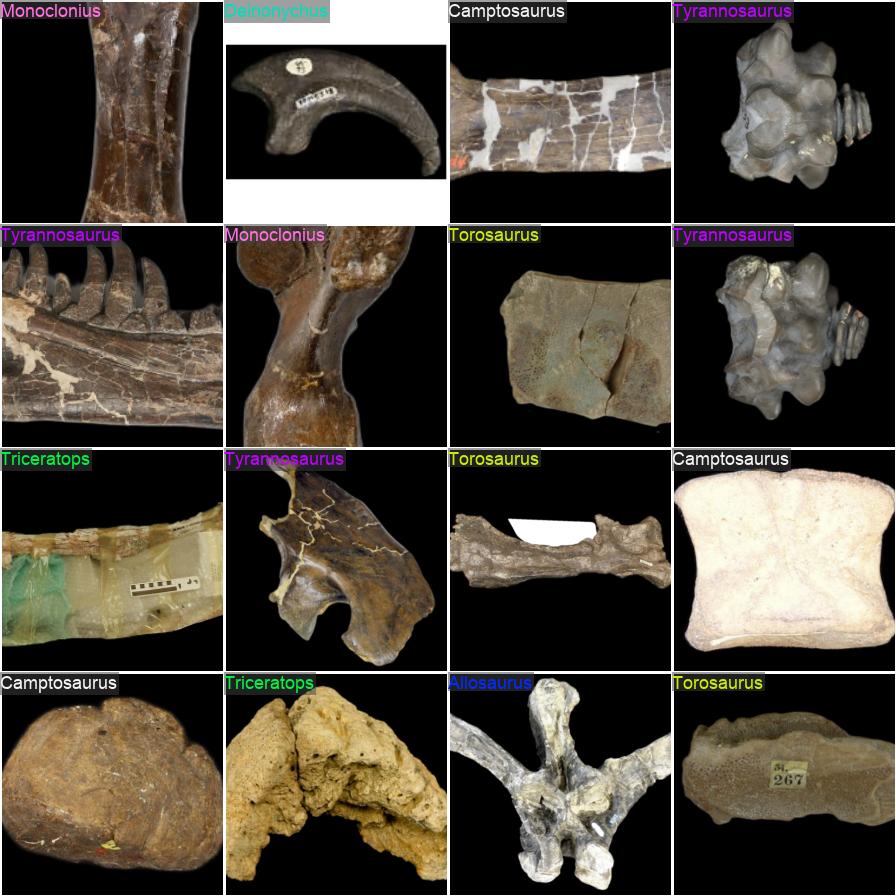 Monoclonius
Deinonychus
Camptosaurus
Tyrannosaurus
Tyrannosaurus
Monoclonius
Torosaurus
Tyrannosaurus
Triceratops
Tyrannosaurus
Torosaurus
Camptosaurus
Camptosaurus
Triceratops
Allosaurus
Torosaurus
267